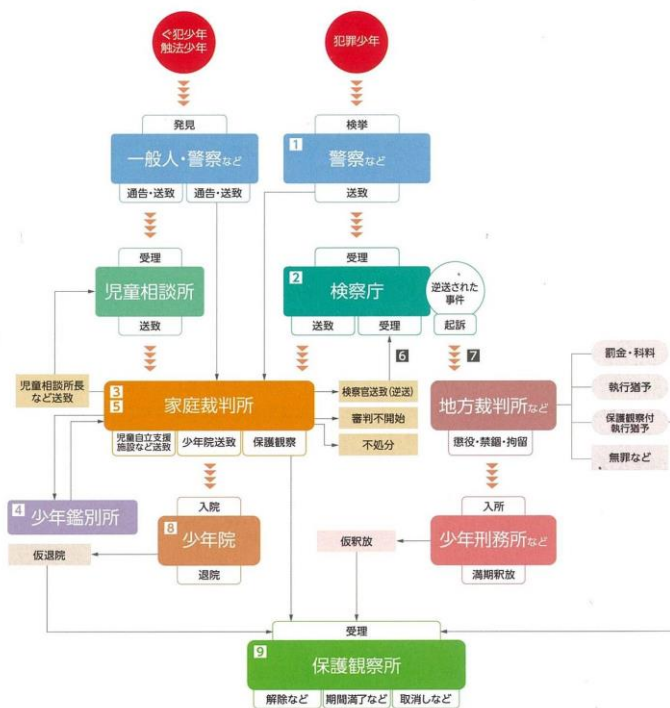 ぐ犯少年
触法少年
犯罪少年
発見
一般人・警察など
通告・送致
通告・送致
検挙
1
警察など
送致
受理
児童相談所
送致
受理
2
検察庁
送致
受理
逆送された
事件
起訴
6
7
児童相談所長
など送致
3
5
家庭裁判所
児童自立支援
施設など送致
少年院送致
保護観察
検察官送致(逆送)
審判不開始
不処分
地方裁判所など
懲役・禁錮・拘留
罰金・科料
執行猶予
保護観察付
執行猶予
無罪など
4
少年鑑別所
入院
8
少年院
退院
仮退院
入所
少年刑務所など
満期釈放
仮釈放
受理
9
保護観察所
解除など
期間満了など
取消しなど